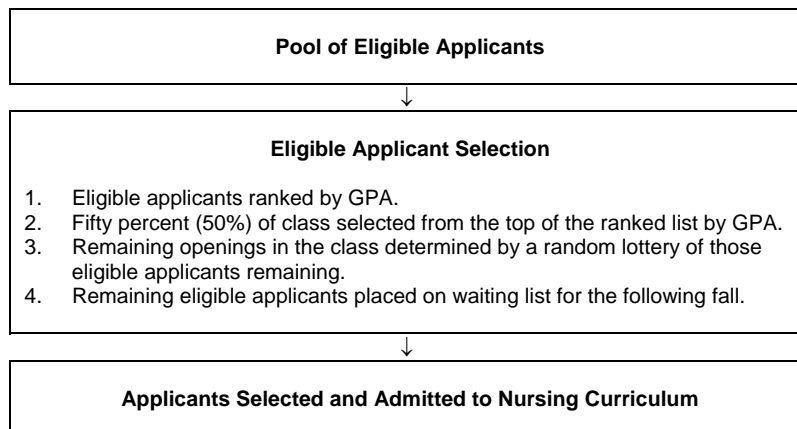 Pool of Eligible Applicants
↓
Eligible Applicant Selection
1. Eligible applicants ranked by GPA.
2. Fifty percent (50%) of class selected from the top of the ranked list by GPA.
3. Remaining openings in the class determined by a random lottery of those
eligible applicants remaining.
4. Remaining eligible applicants placed on waiting list for the following fall.
↓
Applicants Selected and Admitted to Nursing Curriculum